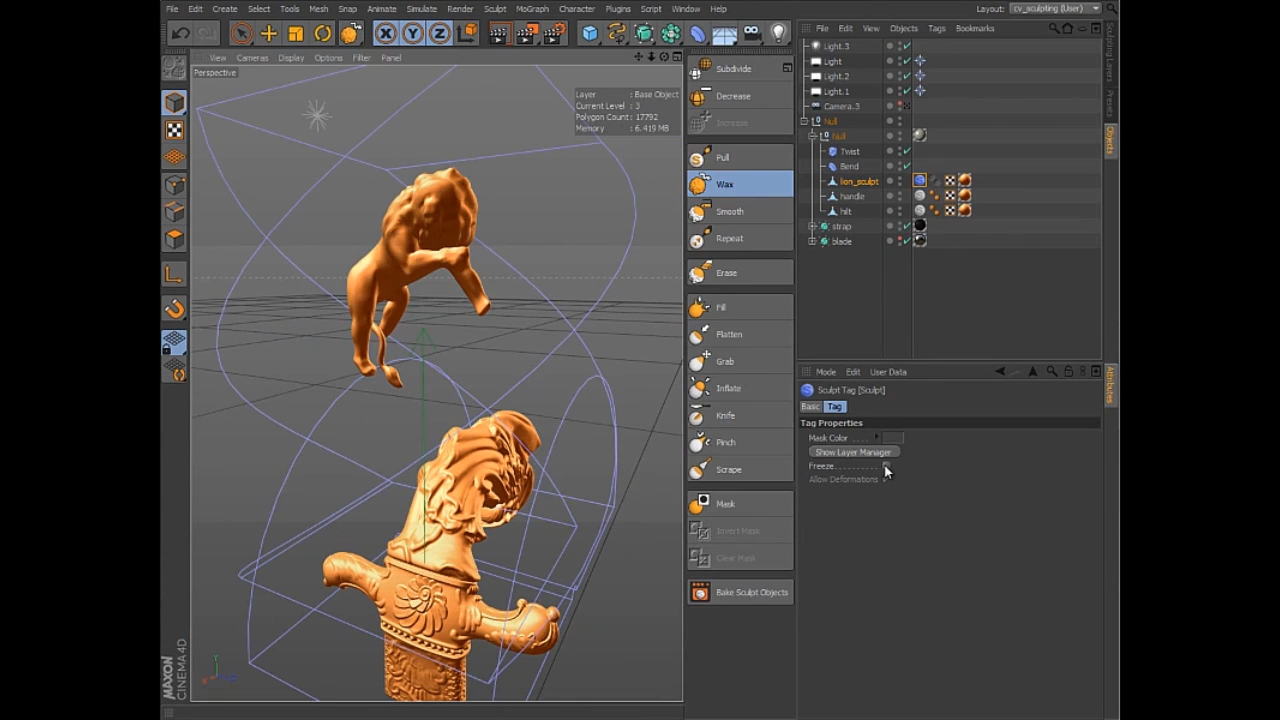 File Edit Create Select Tools Mesh Snap Animate Simulate Render Sculpt MoGraph Character Plugins Script Window Help Layout: cv_sculpting
X Y Z
View Cameras Display Options Filter Panel
Perspective
Layer : Base Object
Current Level : 3
Polygon Count : 17792
Memory : 6.419 MB
Subdivide
Decrease
Increase
Pull
Wax
Smooth
Repeat
Erase
Fill
Flatten
Grab
Inflate
Knife
Pinch
Scrape
Mask
Invert Mask
Clear Mask
Bake Sculpt Objects
File Edit View Objects Tags Bookmarks
Light.3
Light
Light.2
Light.1
Camera.3
Null
Null
Twist
Bend
lion_sculpt
handle
hilt
strap
blade
Sculpting Layers
Presets
Objects
Mode Edit User Data
Sculpt Tag [Sculpt]
Basic Tag
Tag Properties
Mask Color
Show Layer Manager
Freeze
Allow Deformations
Attributes
MAXON
CINEMA 4D